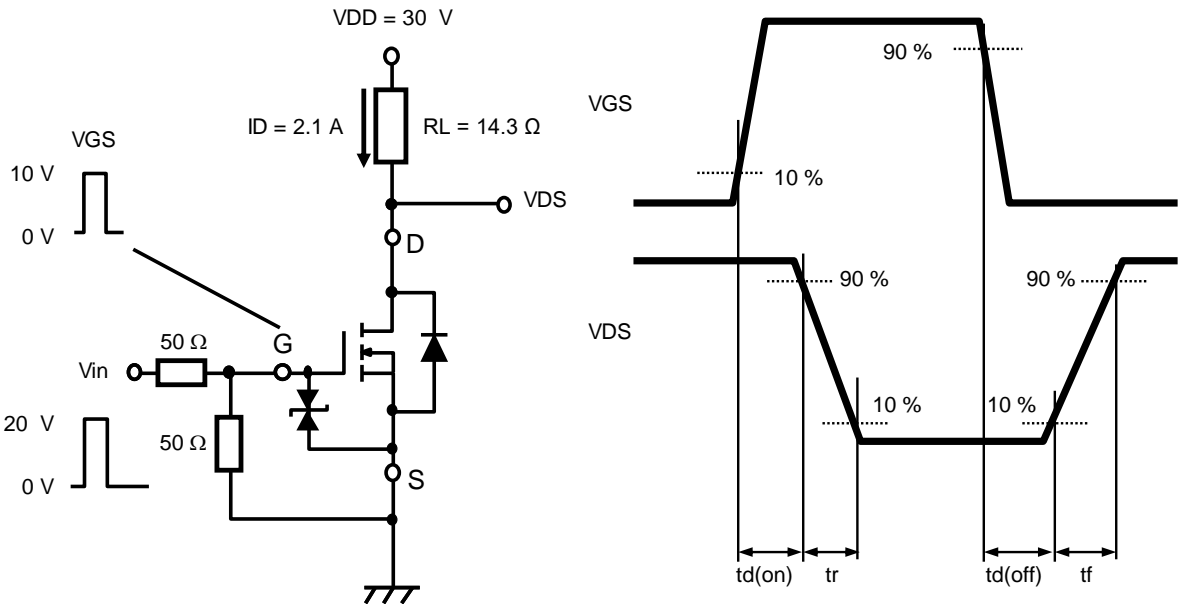 VDD = 30 V
ID = 2.1 A
RL = 14.3 Ω
VGS
10 V
0 V
VDS
D
50 Ω
G
Vin
20 V
50 Ω
0 V
S
90 %
VGS
10 %
90 %
90 %
VDS
10 %
10 %
td(on)
tr
td(off)
tf